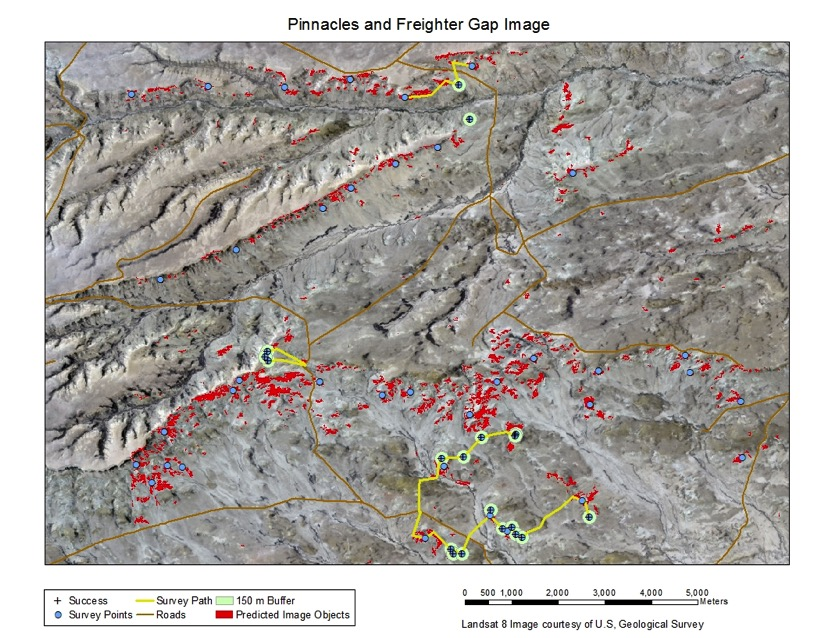 Pinnacles and Freighter Gap Image
Success Survey Path 150 m Buffer
Survey Points Roads Predicted Image Objects
0 500 1,000 2,000 3,000 4,000 5,000
Meters
Landsat 8 Image courtesy of U.S, Geological Survey